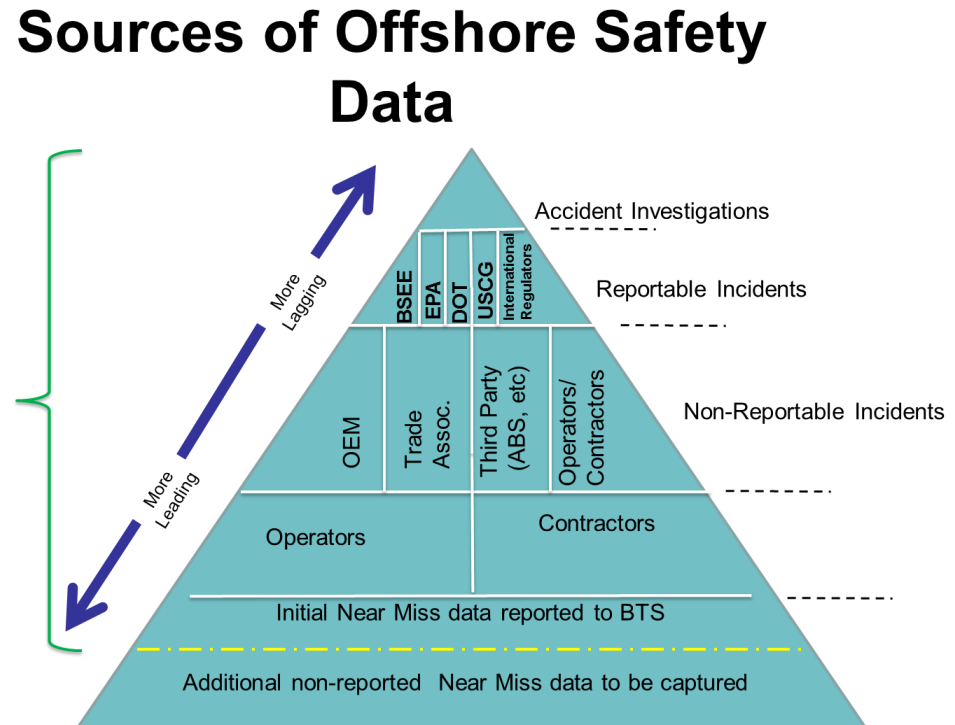 Sources of Offshore Safety
Data
Accident Investigations
More
Lagging
BSEE
EPA
DOT
USCG
International
Regulators
Reportable Incidents
More
Leading
OEM
Trade
Assoc.
Third Party
(ABS, etc)
Operators/
Contractors
Non-Reportable Incidents
Operators
Contractors
Initial Near Miss data reported to BTS
Additional non-reported Near Miss data to be captured